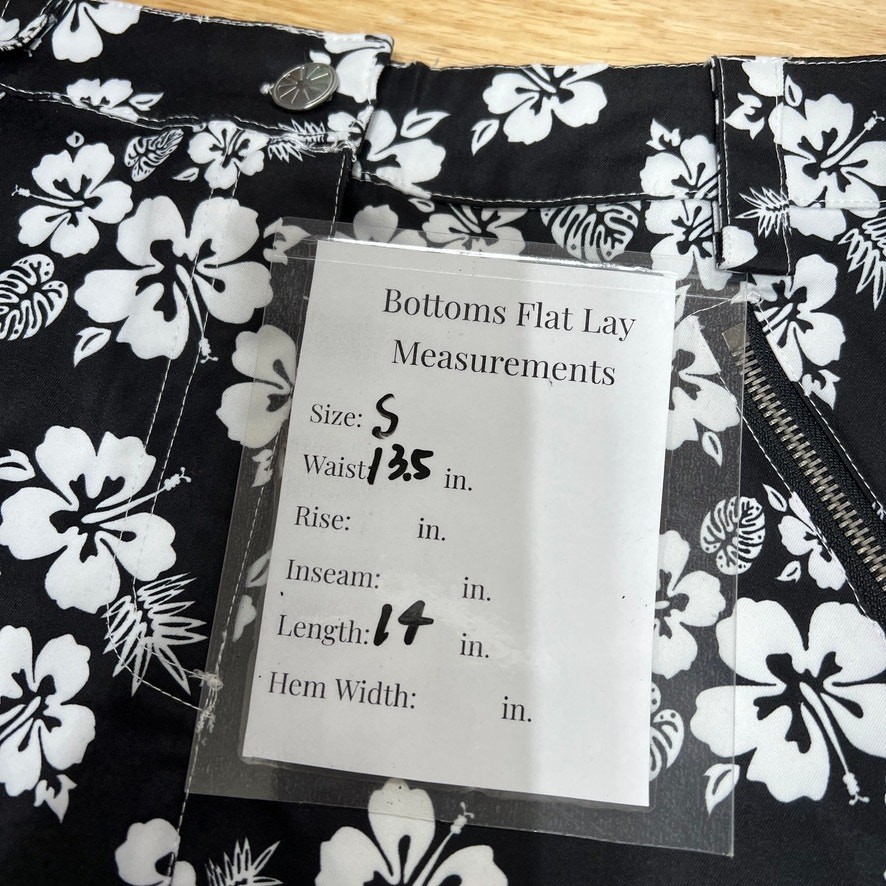 Bottoms Flat Lay
Measurements
Size: S
Waist: 13.5 in.
Rise: in.
Inseam: in.
Length: 14 in.
Hem Width: in.